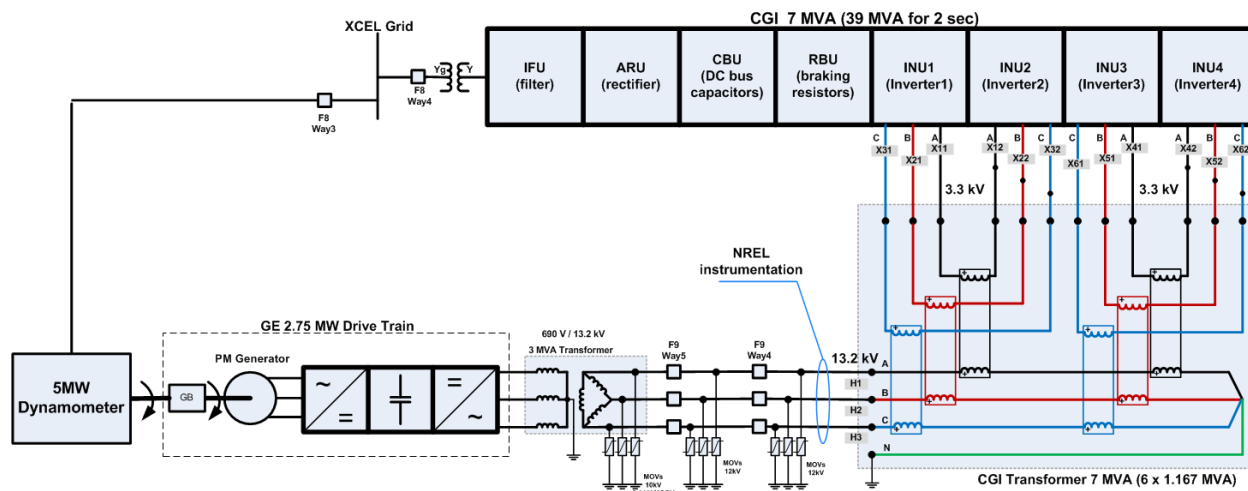 CGI 7 MVA (39 MVA for 2 sec)
XCEL Grid
Yg
Y
F8
Way4
F8
Way3
IFU
(filter)
ARU
(rectifier)
CBU
(DC bus
capacitors)
RBU
(braking
resistors)
INU1
(Inverter1)
INU2
(Inverter2)
INU3
(Inverter3)
INU4
(Inverter4)
C B A A B C C B A A B C
X31
X21
X11
X12
X22
X32
X61
X51
X41
X42
X52
X62
3.3 kV
3.3 kV
+
+
+
+
+
+
NREL
instrumentation
GE 2.75 MW Drive Train
PM Generator
5MW
Dynamometer
GB
~
=
=
~
690 V / 13.2 kV
3 MVA Transformer
F9
Way5
F9
Way4
13.2 kV
A
H1
B
H2
C
H3
N
+
+
+
+
+
+
MOVs
10kV
MOVs
12kV
MOVs
12kV
CGI Transformer 7 MVA (6 x 1.167 MVA)